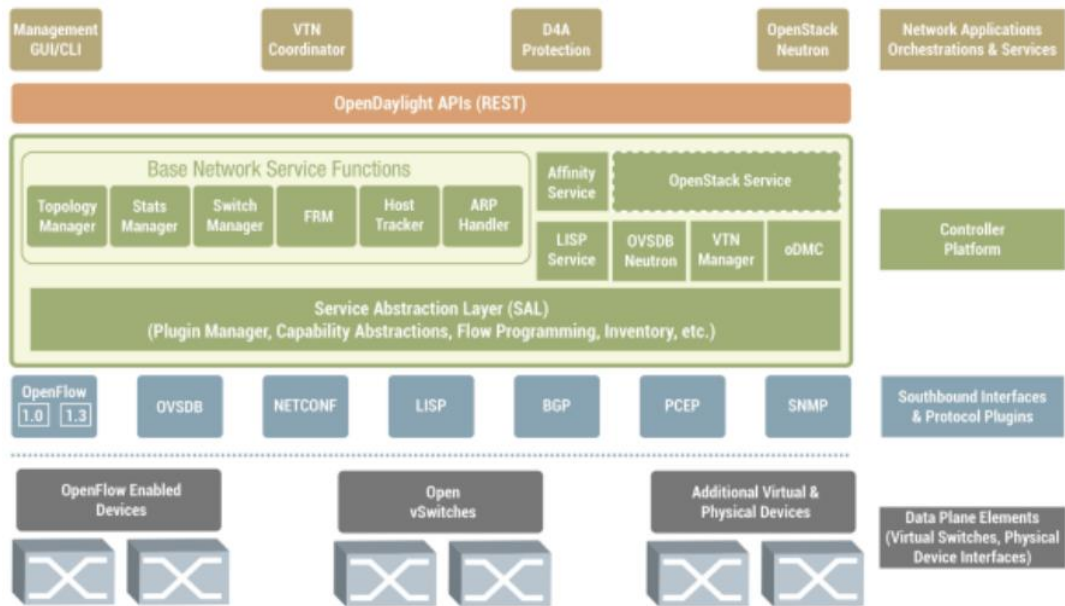 Management
GUI/CLI
VTN
Coordinator
D4A
Protection
OpenStack
Neutron
Network Applications
Orchestrations & Services
OpenDaylight APIs (REST)
Base Network Service Functions
Topology
Manager
Stats
Manager
Switch
Manager
FRM
Host
Tracker
ARP
Handler
Affinity
Service
OpenStack Service
LISP
Service
OVSDB
Neutron
VTN
Manager
oDMC
Controller
Platform
Service Abstraction Layer (SAL)
(Plugin Manager, Capability Abstractions, Flow Programming, Inventory, etc.)
OpenFlow
1.0 1.3
OVSDB
NETCONF
LISP
BGP
PCEP
SNMP
Southbound Interfaces
& Protocol Plugins
OpenFlow Enabled
Devices
Open
vSwitches
Additional Virtual &
Physical Devices
Data Plane Elements
(Virtual Switches, Physical
Device Interfaces)